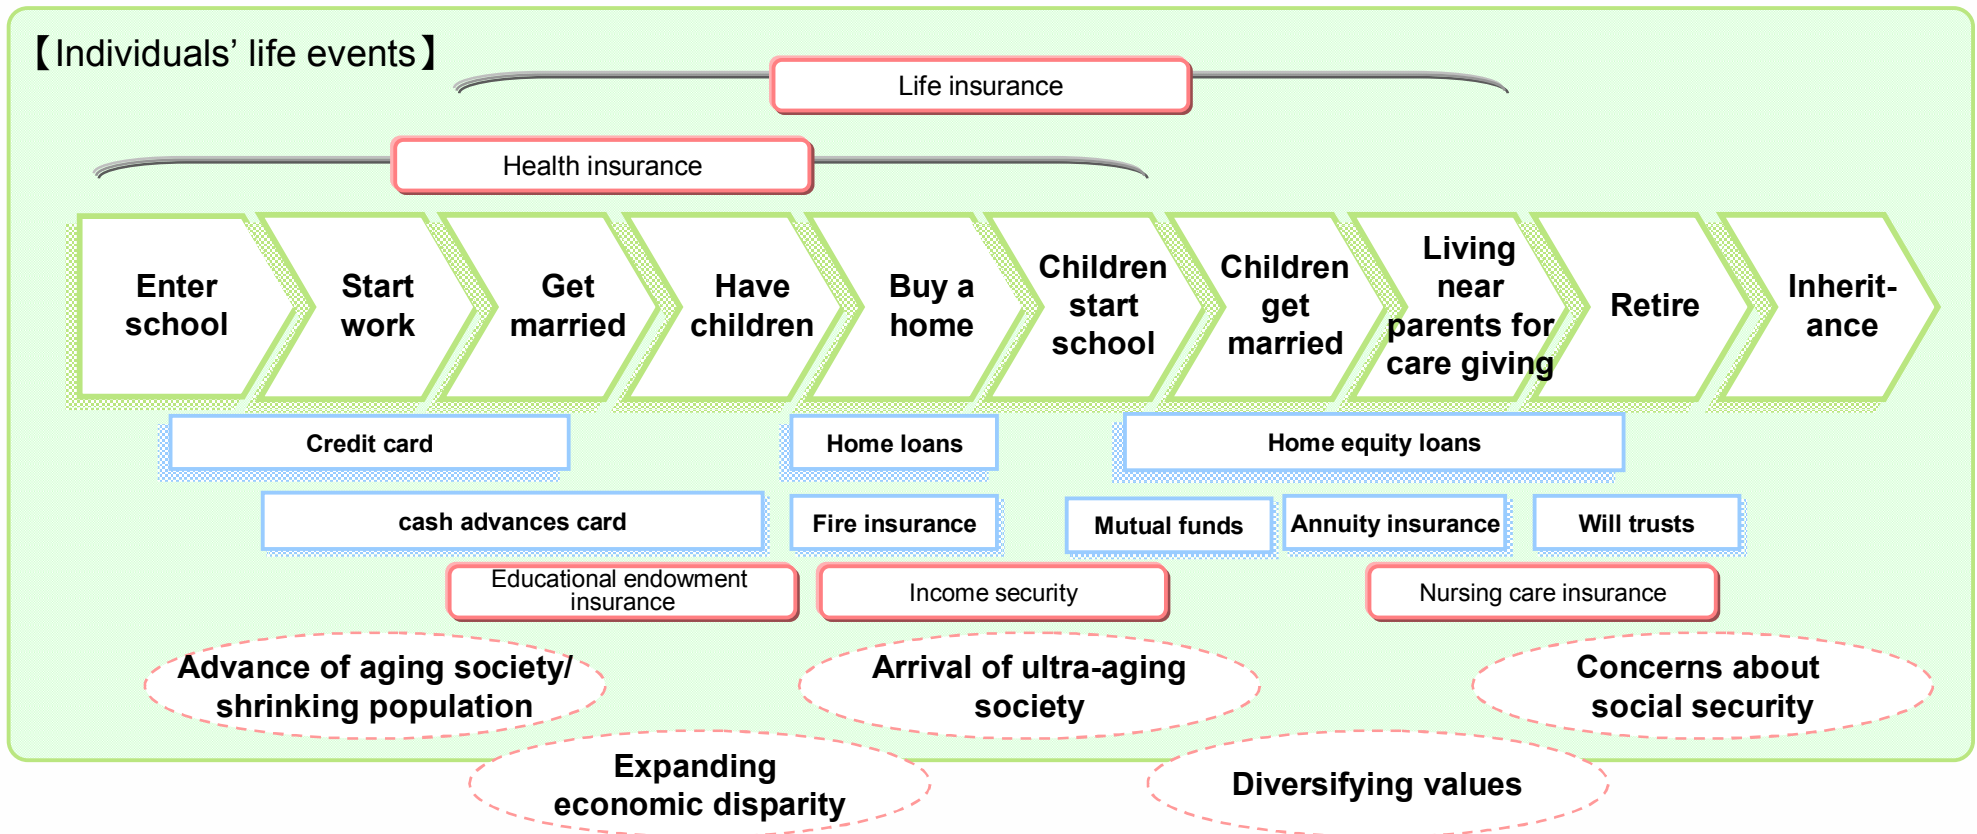 【Individuals’ life events】
Life insurance
Health insurance
Enter
school
Start
work
Get
married
Have
children
Buy a
home
Children
start
school
Children
get
married
Living
near
parents for
care giving
Retire
Inherit-
ance
Credit card
Home loans
Home equity loans
cash advances card
Fire insurance
Mutual funds
Annuity insurance
Will trusts
Educational endowment
insurance
Income security
Nursing care insurance
Advance of aging society/
shrinking population
Arrival of ultra-aging
society
Concerns about
social security
Expanding
economic disparity
Diversifying values